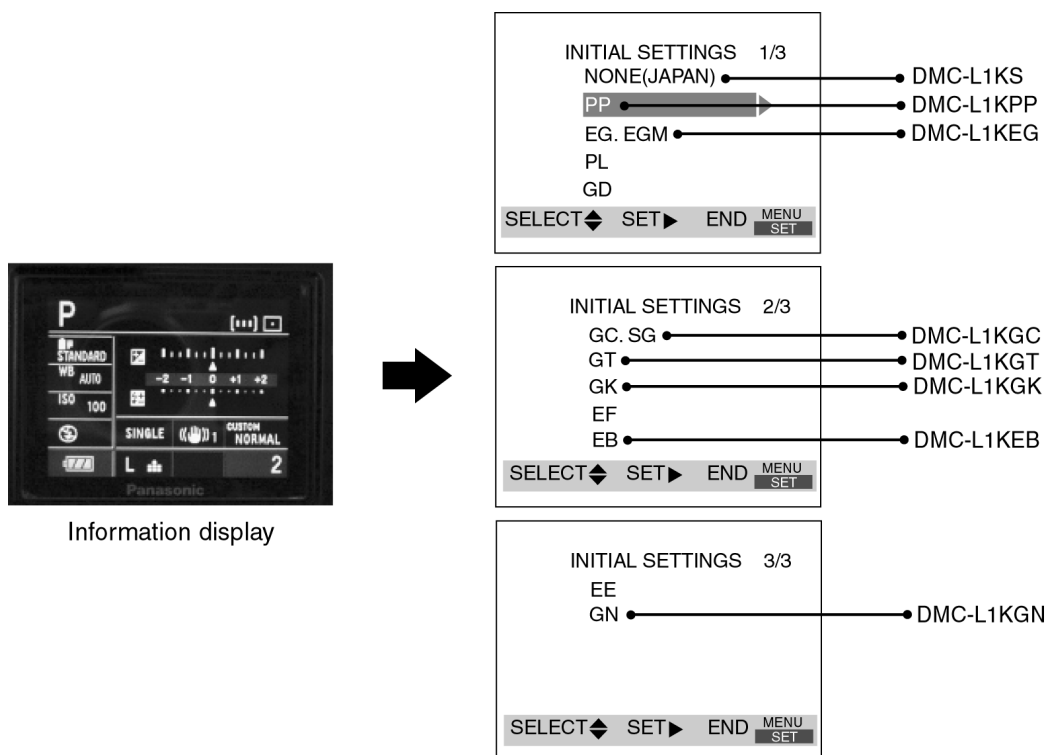 P
[•••] [•]
AF
STANDARD
WB AUTO
-2 -1 0 +1 +2
ISO 100
SINGLE 1 CUSTOM NORMAL
L 2
Panasonic
Information display
INITIAL SETTINGS 1/3
NONE(JAPAN) DMC-L1KS
PP DMC-L1KPP
EG. EGM DMC-L1KEG
PL
GD
SELECT SET END MENU SET
INITIAL SETTINGS 2/3
GC. SG DMC-L1KGC
GT DMC-L1KGT
GK DMC-L1KGK
EF
EB DMC-L1KEB
SELECT SET END MENU SET
INITIAL SETTINGS 3/3
EE
GN DMC-L1KGN
SELECT SET END MENU SET